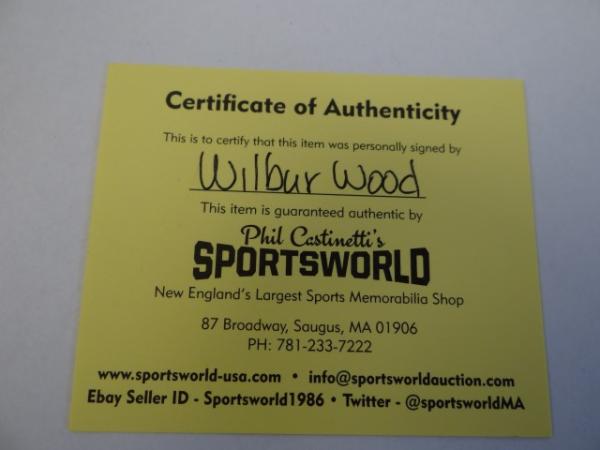 Certificate of Authenticity
This is to certify that this item was personally signed by
Wilbur Wood
This item is guaranteed authentic by
Phil Castinetti's
SPORTSWORLD
New England's Largest Sports Memorabilia Shop
87 Broadway, Saugus, MA 01906
PH: 781-233-7222
www.sportsworld-usa.com • info@sportsworldauction.com
Ebay Seller ID - Sportsworld1986 • Twitter - @sportsworldMA